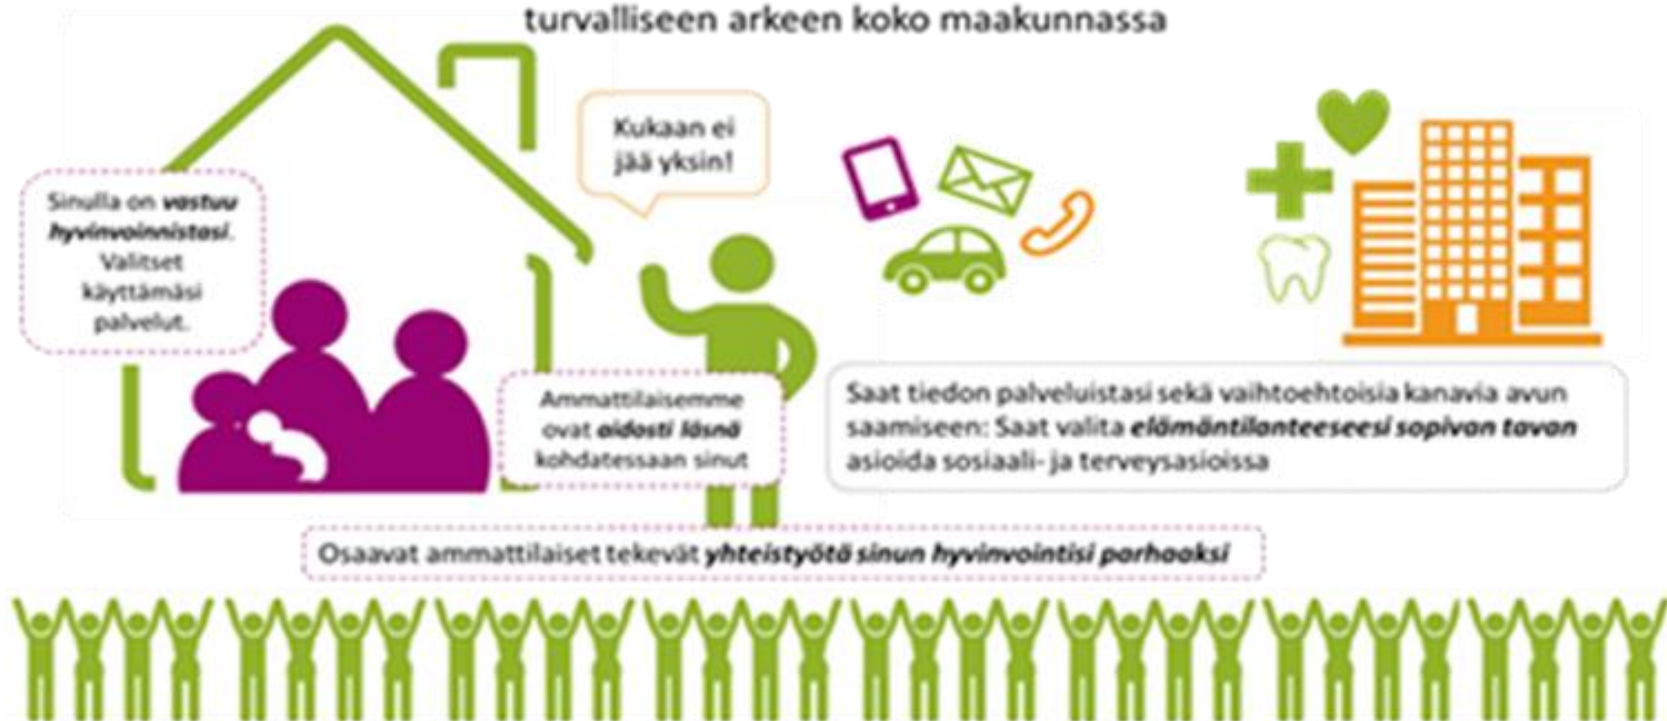 turvalliseen arkeen koko maakunnassa
Kukaan ei
jää yksin!
Sinulla on vastuu
hyvinvoinnistasi.
Valitset
käyttämäsi
palvelut.
Ammattilaisemme
ovat aidosti läsnä
kohdatessaan sinut
Saat tiedon palveluistasi sekä vaihtoehtoisia kanavia avun
saamiseen: Saat valita elämäntilanteeseesi sopivan tavan
asioida sosiaali- ja terveysasioissa
Osaavat ammattilaiset tekevät yhteistyötä sinun hyvinvointisi parhaaksi